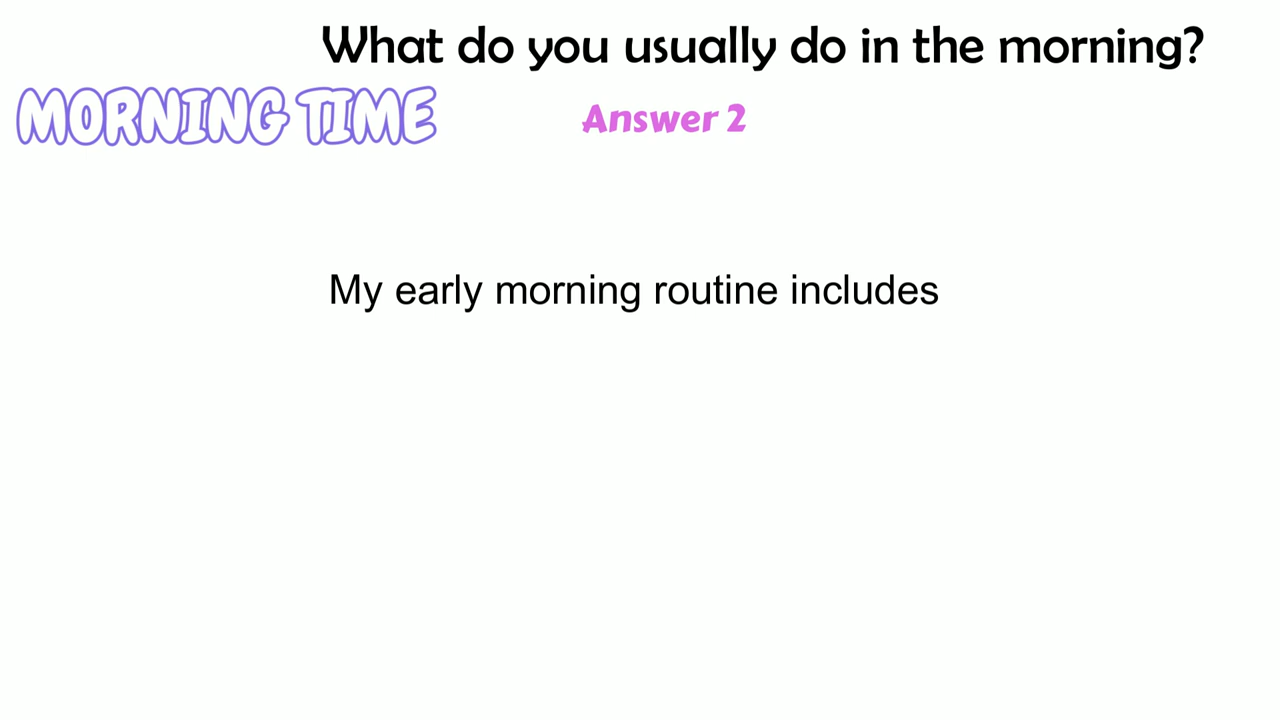 What do you usually do in the morning?
MORNING TIME
Answer 2
My early morning routine includes